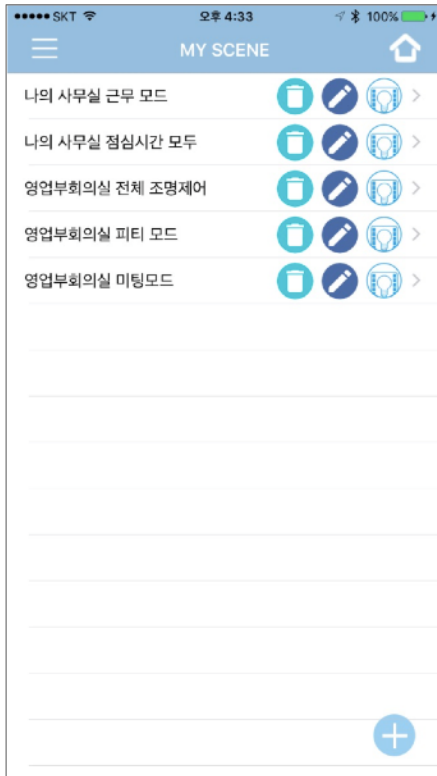 SKT 오후 4:33 100%
MY SCENE
나의 사무실 근무 모드
나의 사무실 점심시간 모두
영업부회의실 전체 조명제어
영업부회의실 피티 모드
영업부회의실 미팅모드